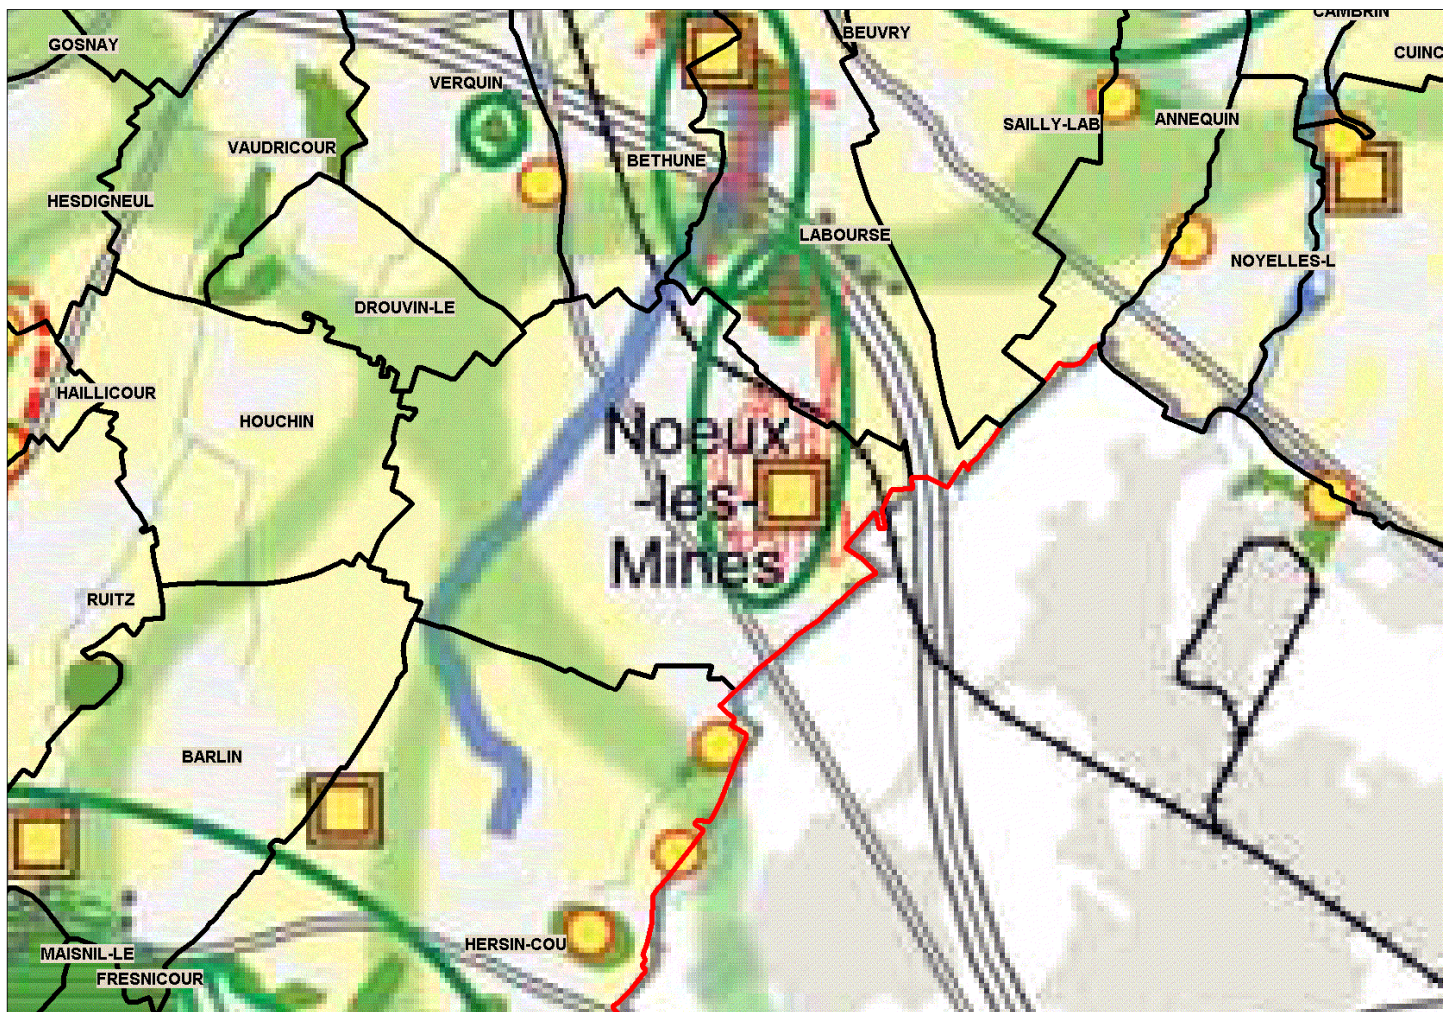 CAMBRIN
GOSNAY
BEUVRY
CUINC
VERQUIN
SAILLY-LAB
ANNEQUIN
VAUDRICOUR
BETHUNE
HESDIGNEUL
LABOURSE
NOYELLES-L
DROUVIN-LE
HAILLICOUR
HOUCHIN
Noeux
-les-
Mines
RUITZ
BARLIN
HERSIN-COU
MAISNIL-LE
FRESNICOUR